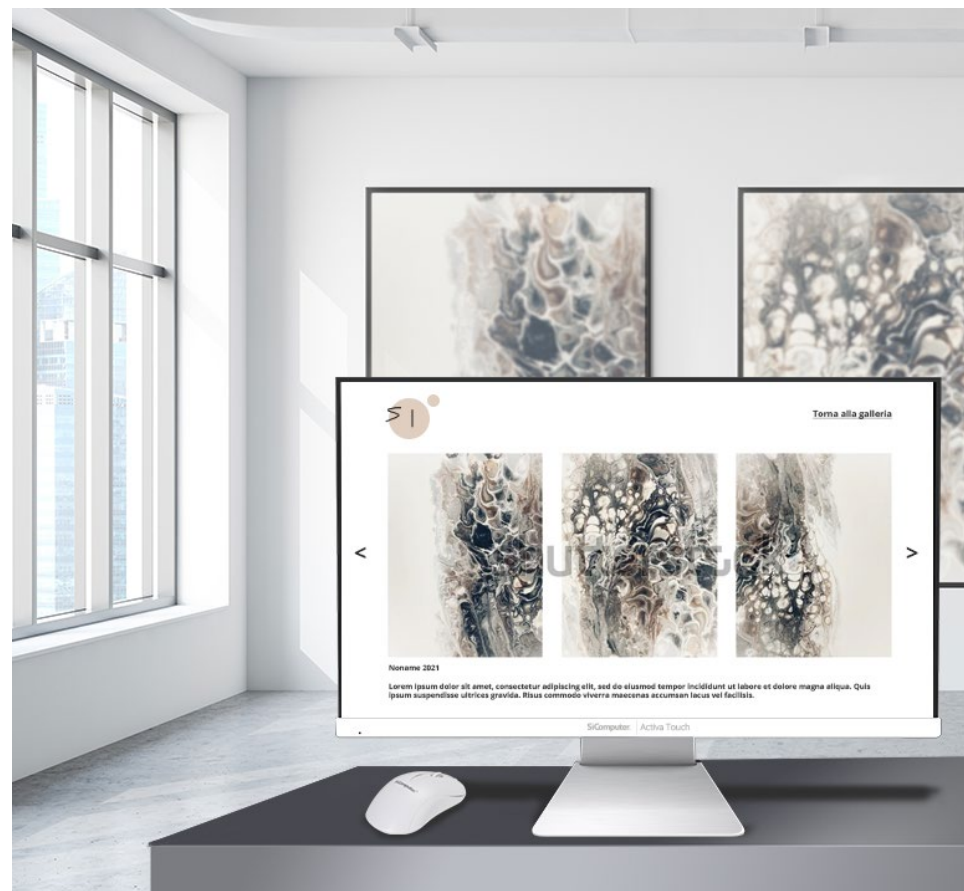 SI
Torna alla galleria
<
>
Noname 2021
Lorem ipsum dolor sit amet, consectetur adipiscing elit, sed do eiusmod tempor incididunt ut labore et dolore magna aliqua. Quis
ipsum suspendisse ultrices gravida. Risus commodo viverra maecenas accumsan lacus vel facilisis.
SiComputer. | Activa Touch